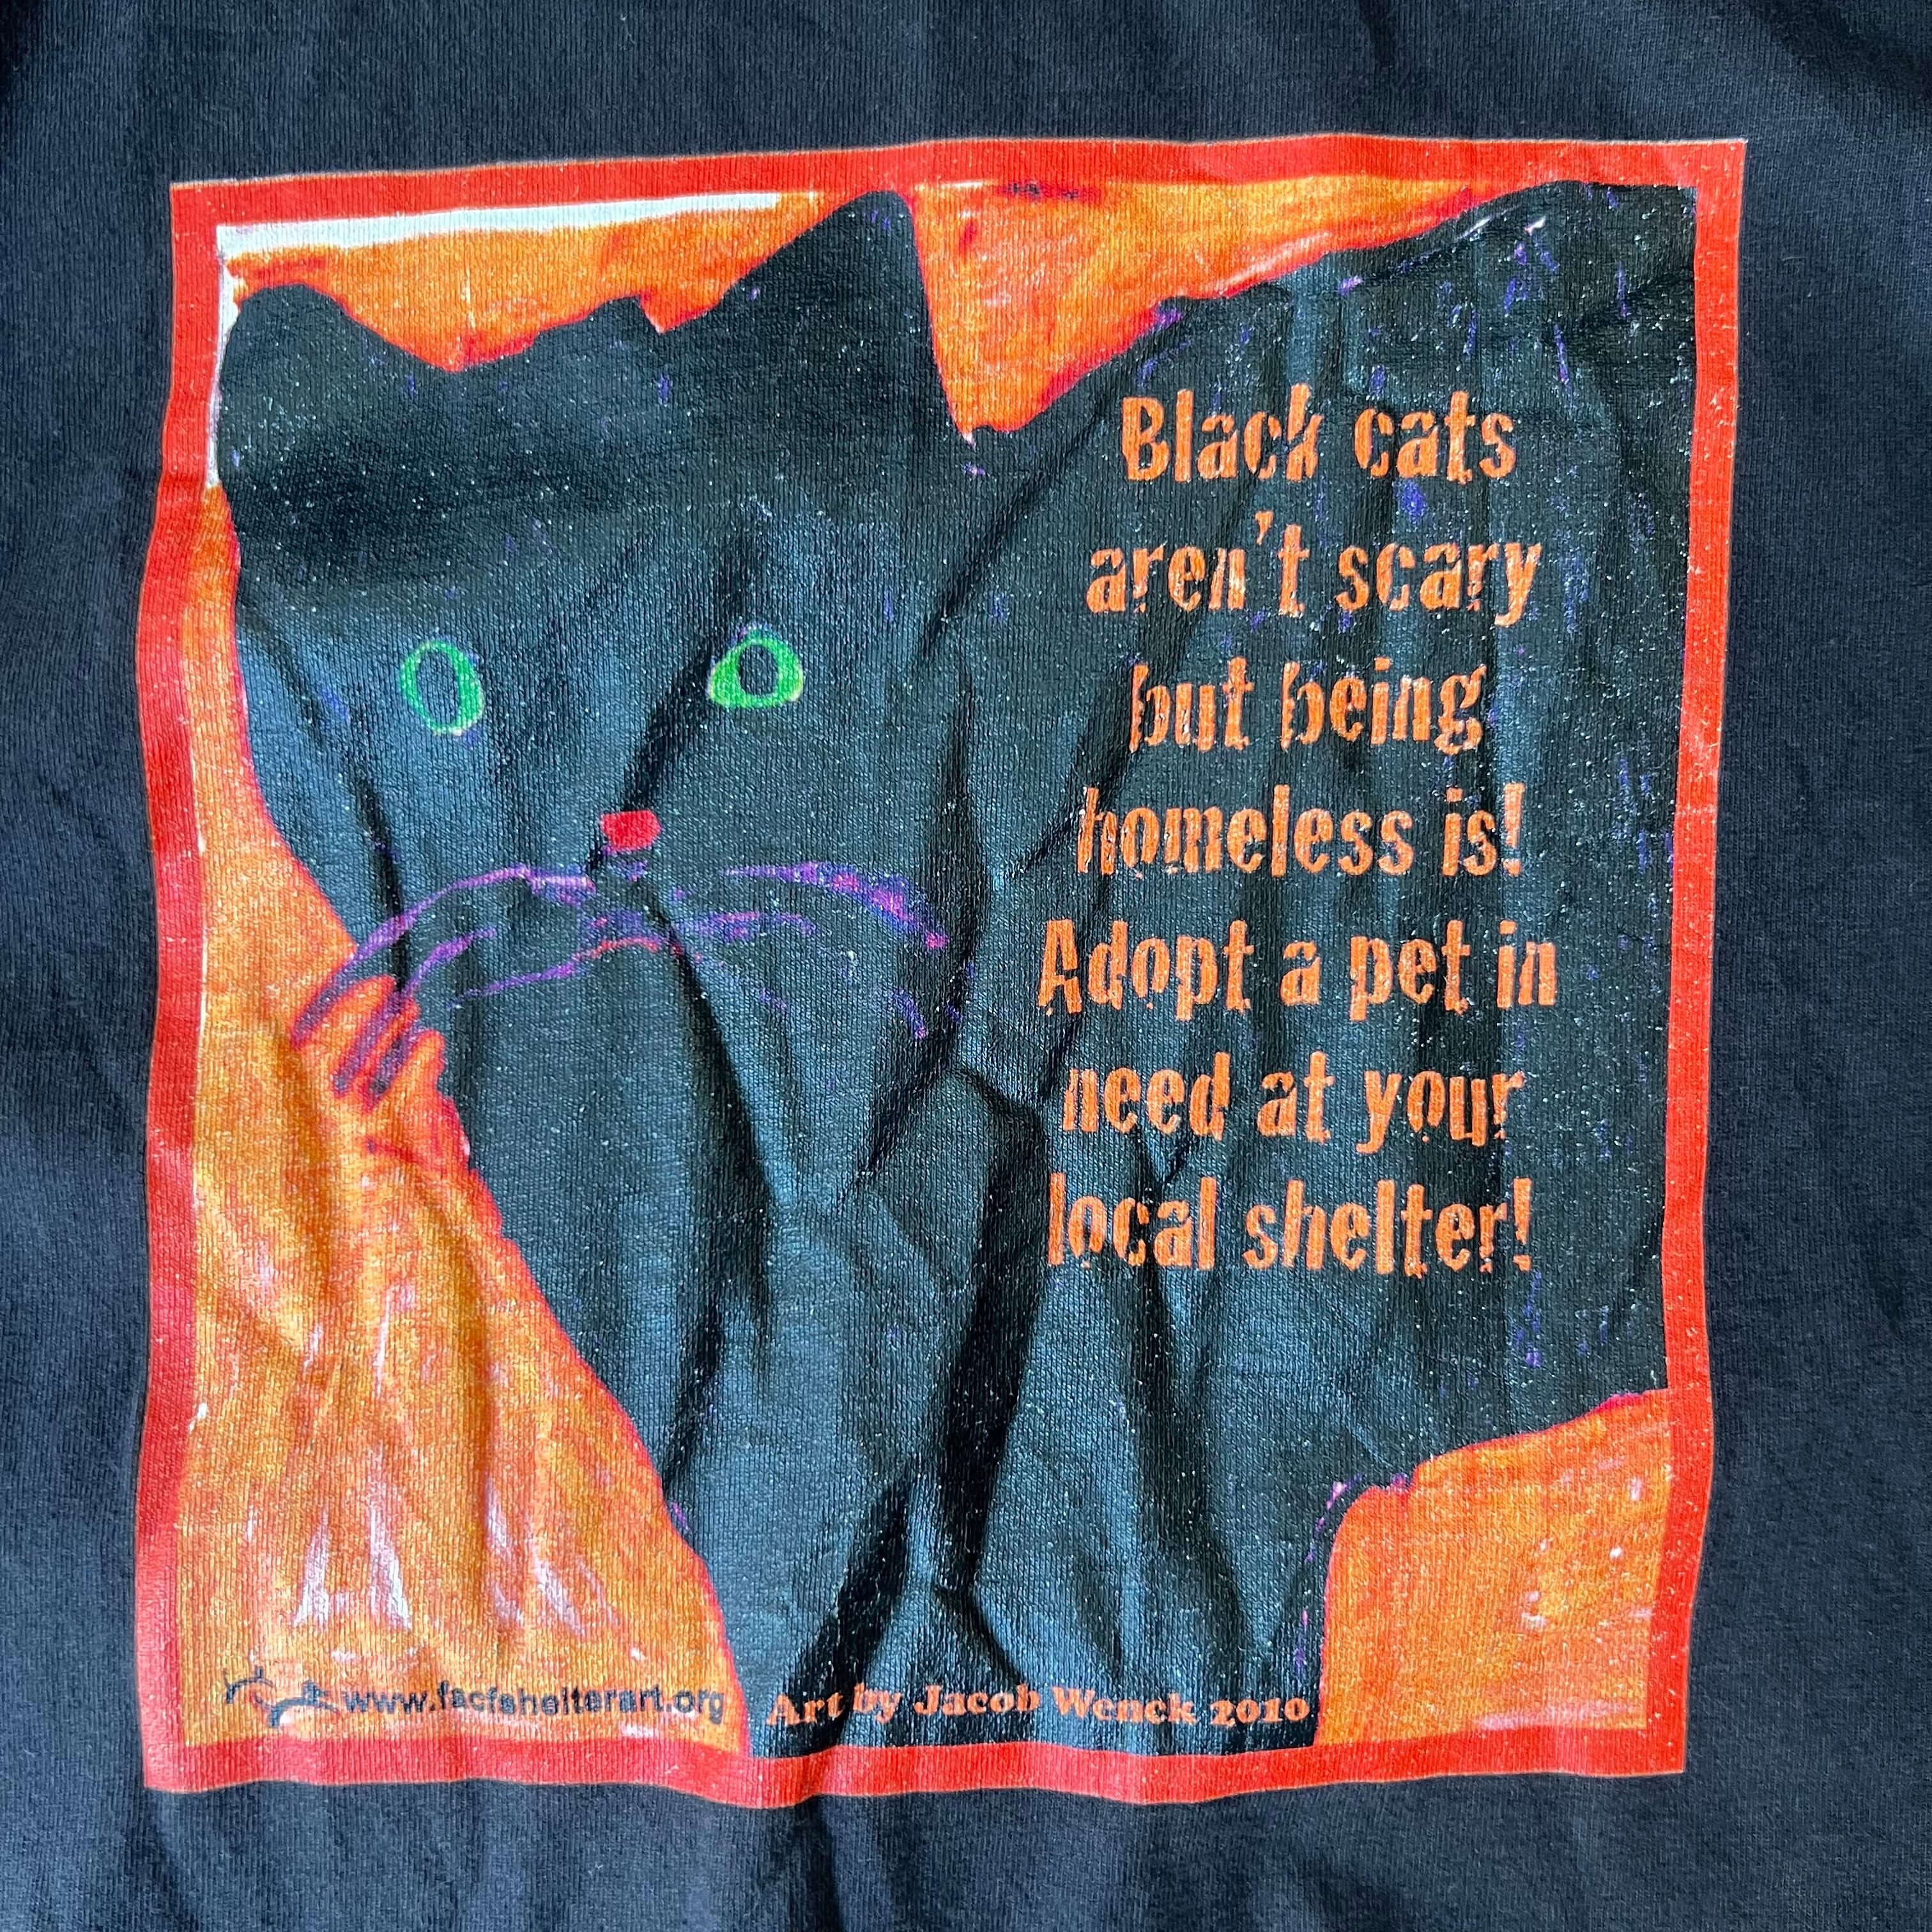 Black cats
aren't scary
but being
homeless is!
Adopt a pet in
need at your
local shelter!
www.facfshelterart.org
Art by Jacob Wenck 2010